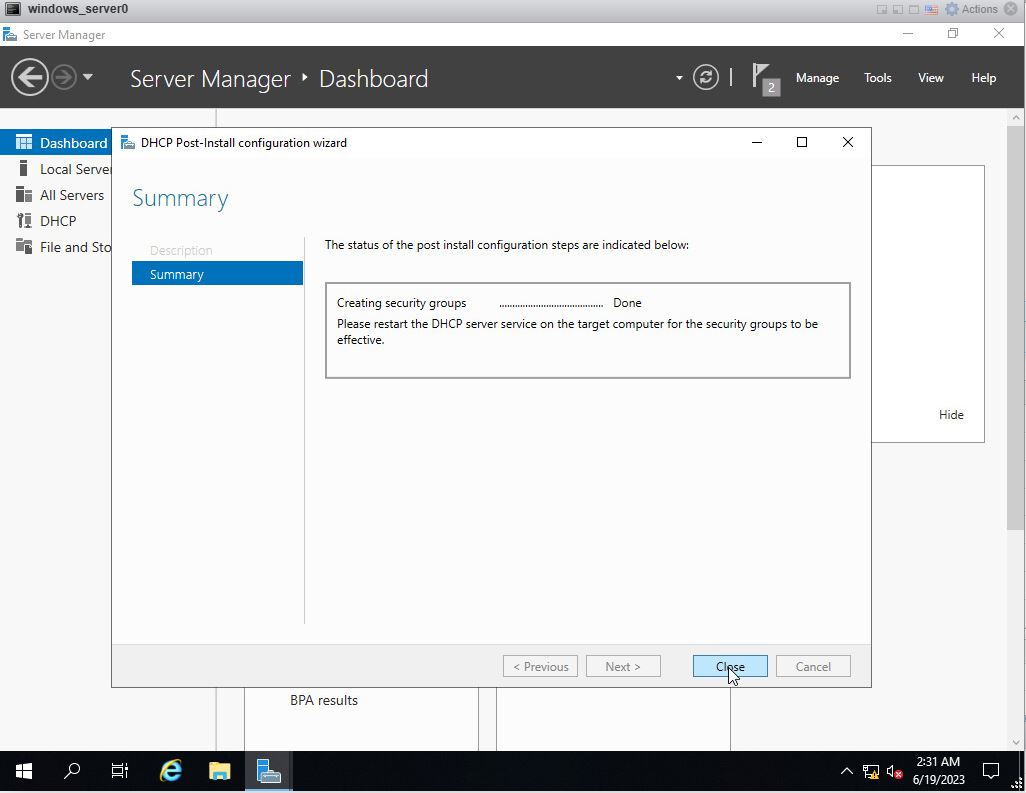 windows_server0
Actions
Server Manager
Server Manager
Dashboard
2
Manage
Tools
View
Help
Dashboard
Local Server
All Servers
DHCP
File and Sto
DHCP Post-Install configuration wizard
Summary
Description
Summary
The status of the post install configuration steps are indicated below:
Creating security groups ........................................ Done
Please restart the DHCP server service on the target computer for the security groups to be
effective.
Hide
< Previous
Next >
Close
Cancel
BPA results
2:31 AM
6/19/2023